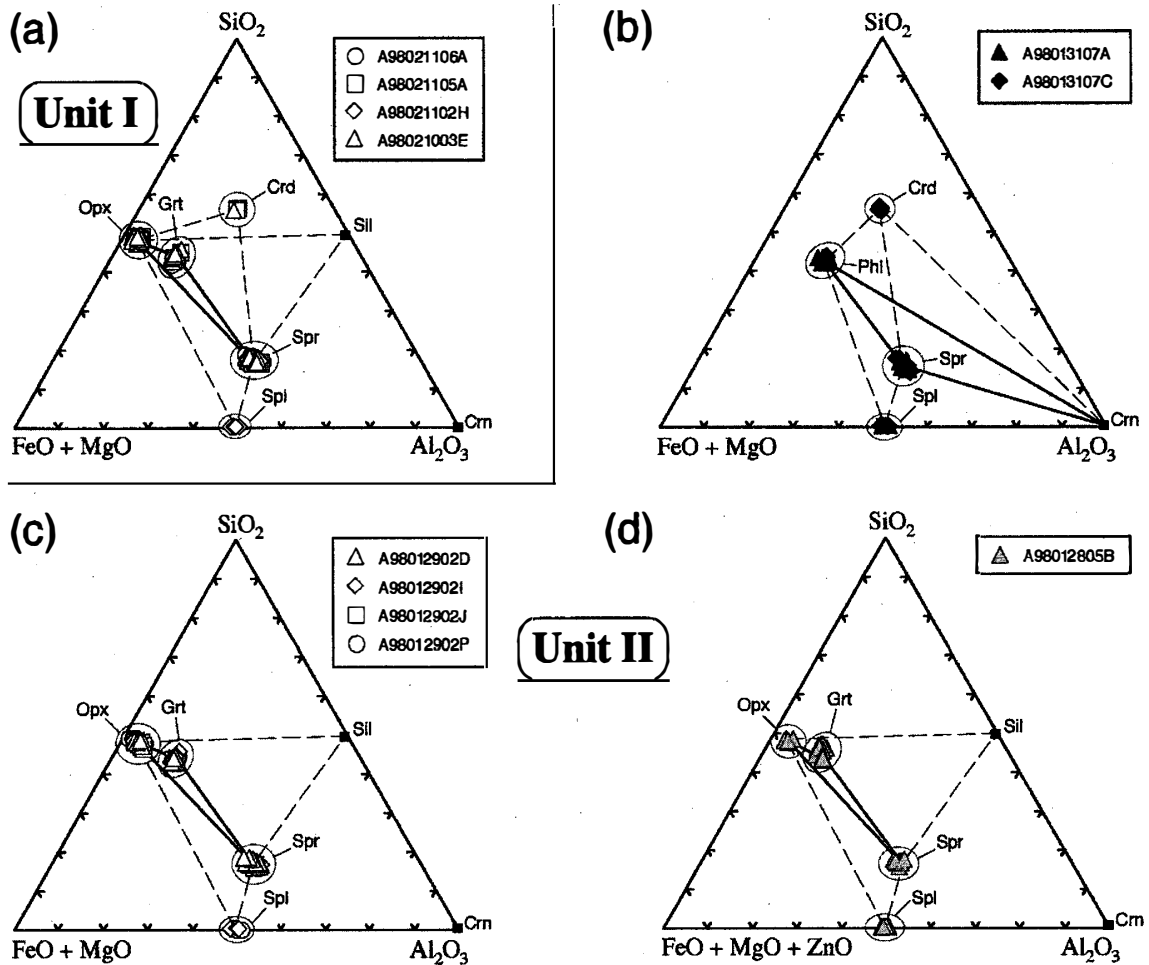 (a)
SiO2
A98021106A
A98021105A
A98021102H
A98021003E
Unit I
Opx
Grt
Crd
Sil
Spr
Spl
Crn
FeO + MgO
Al2O3
(b)
SiO2
A98013107A
A98013107C
Crd
Phl
Spr
Spl
Crn
FeO + MgO
Al2O3
(c)
SiO2
A98012902D
A98012902I
A98012902J
A98012902P
Opx
Grt
Sil
Spr
Spl
Crn
FeO + MgO
Al2O3
Unit II
(d)
SiO2
A98012805B
Opx
Grt
Sil
Spr
Spl
Crn
FeO + MgO + ZnO
Al2O3